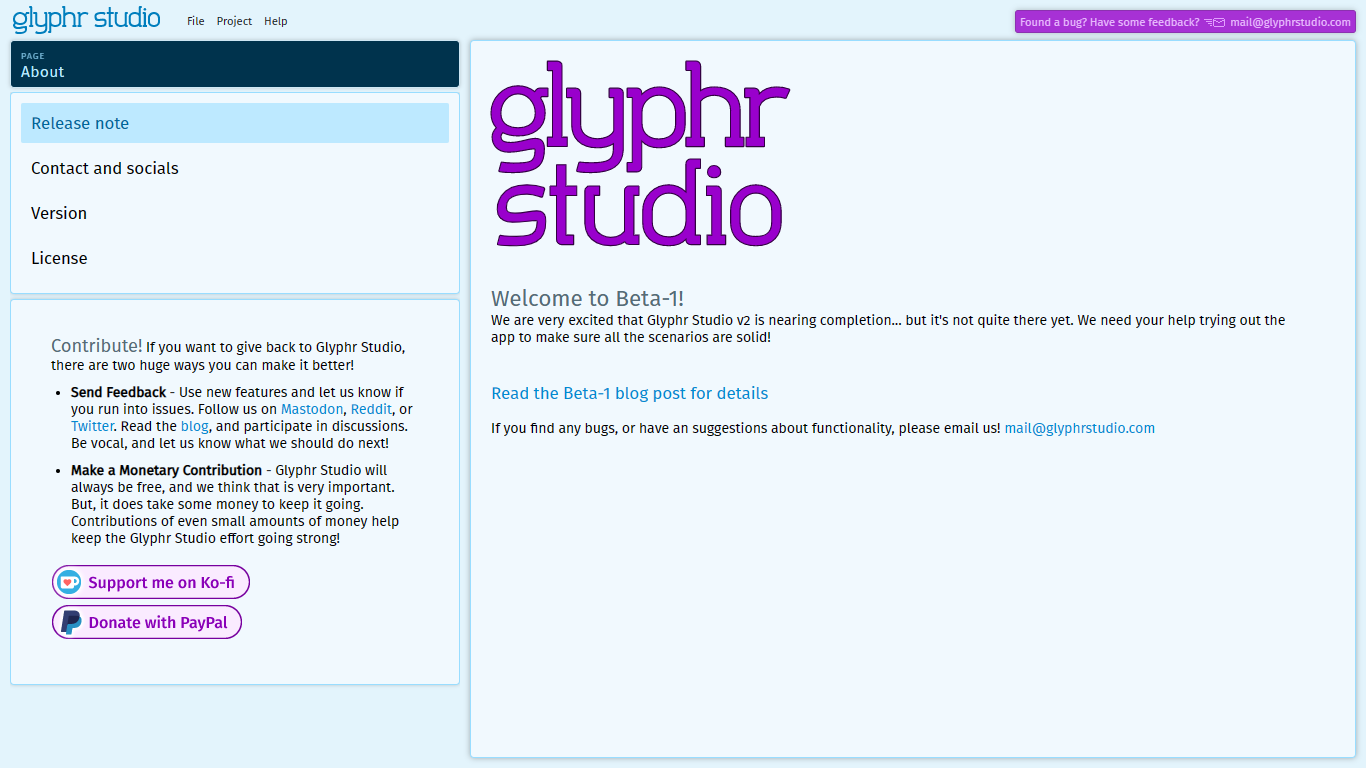 glyphr studio
File Project Help
Found a bug? Have some feedback? mail@glyphrstudio.com
PAGE
About
Release note
Contact and socials
Version
License
Contribute! If you want to give back to Glyphr Studio,
there are two huge ways you can make it better!
• Send Feedback - Use new features and let us know if
you run into issues. Follow us on Mastodon, Reddit, or
Twitter. Read the blog, and participate in discussions.
Be vocal, and let us know what we should do next!
• Make a Monetary Contribution - Glyphr Studio will
always be free, and we think that is very important.
But, it does take some money to keep it going.
Contributions of even small amounts of money help
keep the Glyphr Studio effort going strong!
Support me on Ko-fi
Donate with PayPal
glyphr
studio
Welcome to Beta-1!
We are very excited that Glyphr Studio v2 is nearing completion... but it's not quite there yet. We need your help trying out the
app to make sure all the scenarios are solid!
Read the Beta-1 blog post for details
If you find any bugs, or have an suggestions about functionality, please email us! mail@glyphrstudio.com